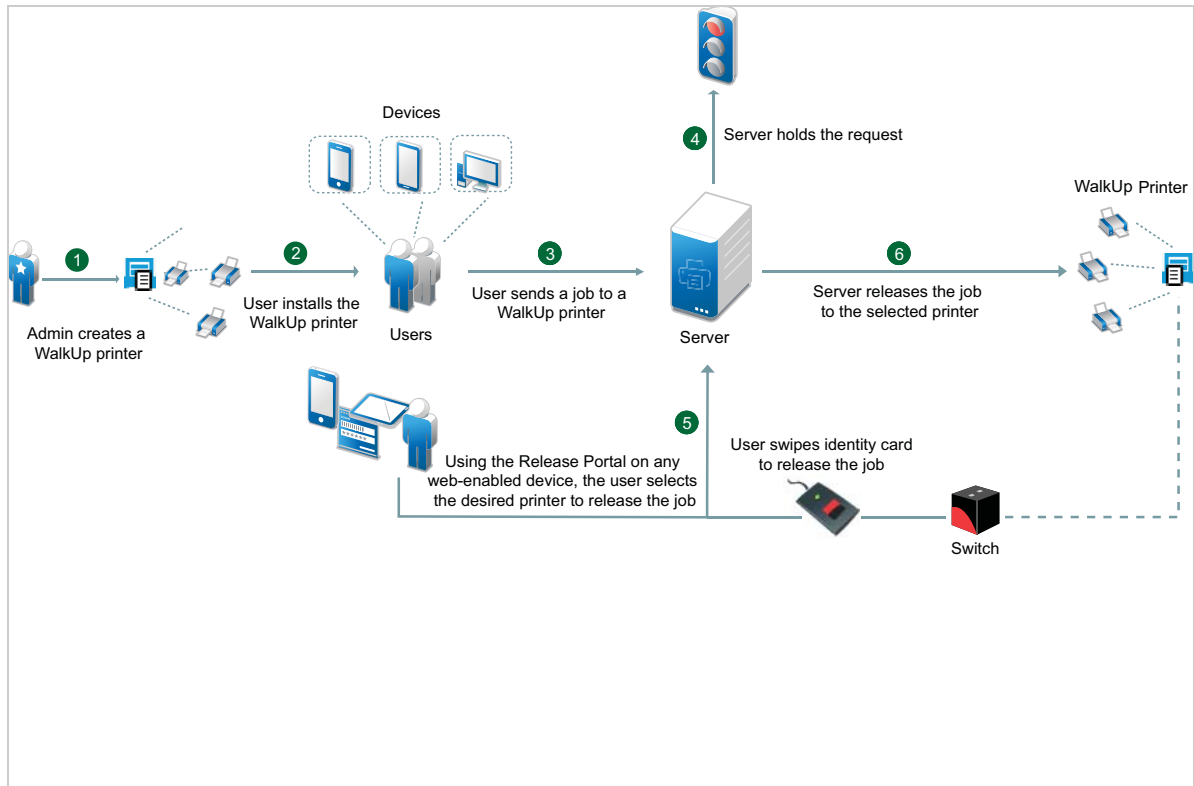 Devices
4
Server holds the request
WalkUp Printer
1
2
3
6
User installs the
WalkUp printer
User sends a job to a
WalkUp printer
Server releases the job
to the selected printer
Admin creates a
WalkUp printer
Users
Server
5
Using the Release Portal on any
web-enabled device, the user selects
the desired printer to release the job
User swipes identity card
to release the job
Switch